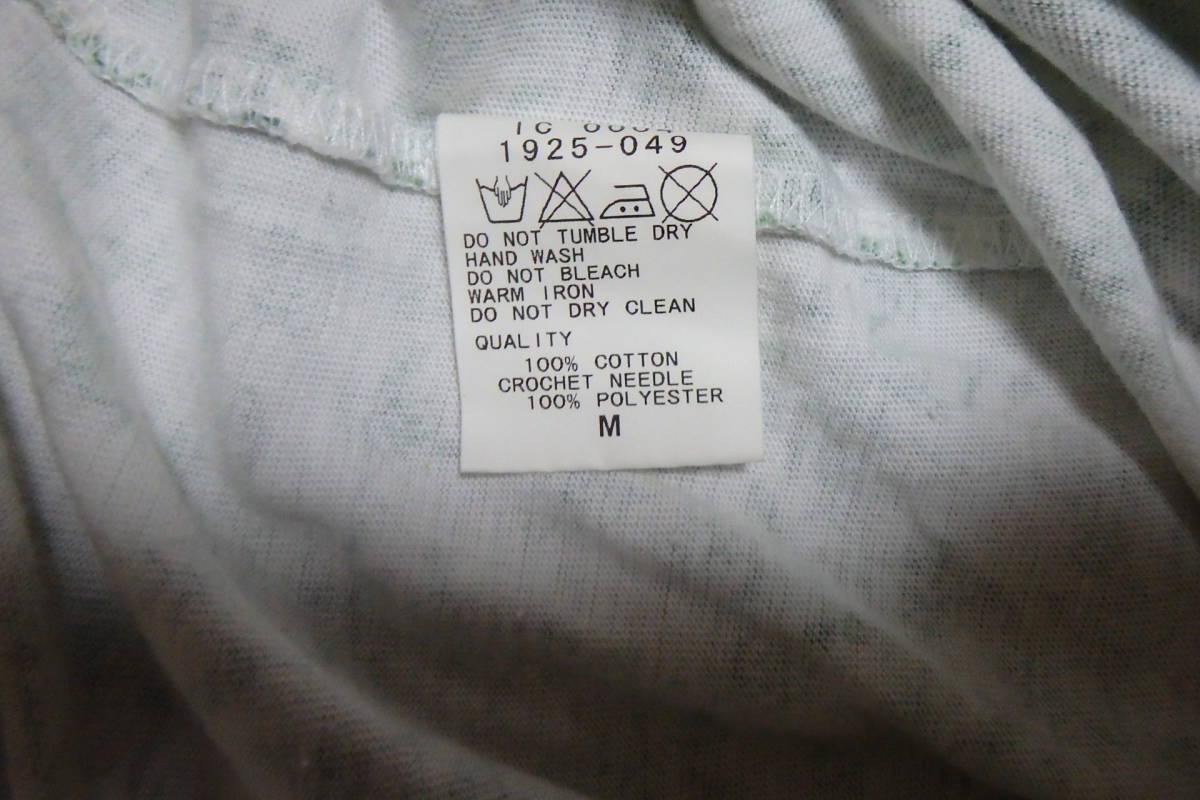 1925-049
DO NOT TUMBLE DRY
HAND WASH
DO NOT BLEACH
WARM IRON
DO NOT DRY CLEAN
QUALITY
100% COTTON
CROCHET NEEDLE
100% POLYESTER
M